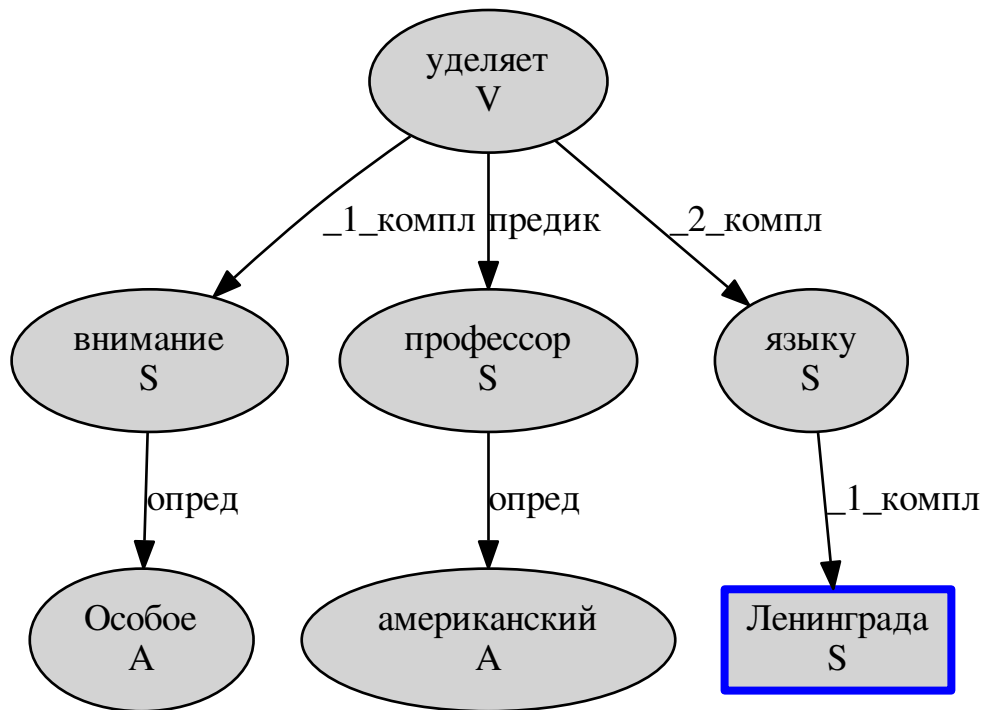 уделяет
V
_1_компл
предик
_2_компл
внимание
S
профессор
S
языку
S
опред
опред
_1_компл
Особое
A
американский
A
Ленинграда
S